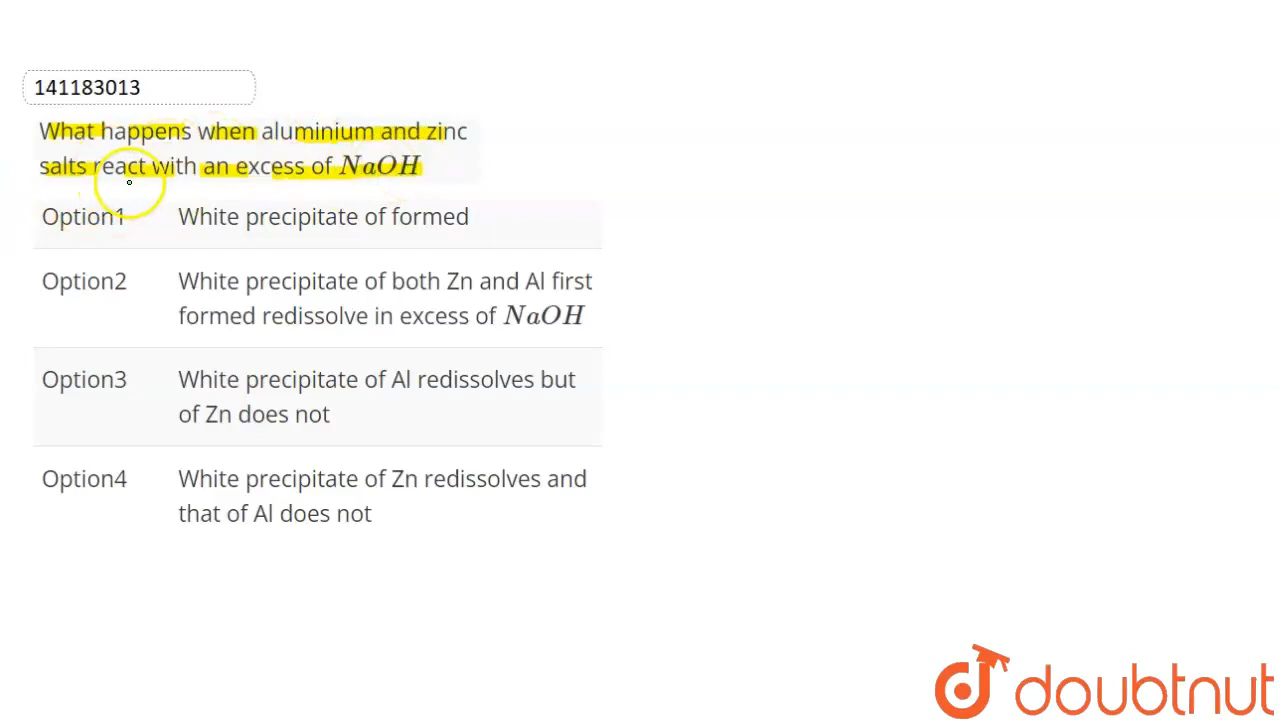 141183013
What happens when aluminium and zinc
salts react with an excess of NaOH
Option1 White precipitate of formed
Option2 White precipitate of both Zn and Al first
formed redissolve in excess of NaOH
Option3 White precipitate of Al redissolves but
of Zn does not
Option4 White precipitate of Zn redissolves and
that of Al does not
doubtnut